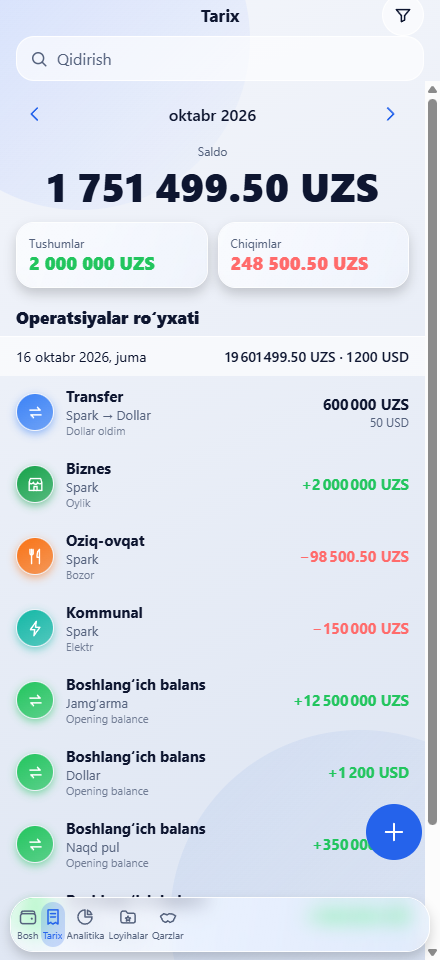 Tarix
Qidirish
oktabr 2026
Saldo
1 751 499.50 UZS
Tushumlar
2 000 000 UZS
Chiqimlar
248 500.50 UZS
Operatsiyalar roʻyxati
16 oktabr 2026, juma
19 601 499.50 UZS · 1 200 USD
Transfer
600 000 UZS
Spark → Dollar
50 USD
Dollar oldim
Biznes
Spark
+2 000 000 UZS
Oylik
Oziq-ovqat
Spark
−98 500.50 UZS
Bozor
Kommunal
Spark
−150 000 UZS
Elektr
Boshlangʻich balans
Jamgʻarma
+12 500 000 UZS
Opening balance
Boshlangʻich balans
Dollar
+1 200 USD
Opening balance
Boshlangʻich balans
Naqd pul
Opening balance
Bosh
Tarix
Analitika
Loyihalar
Qarzlar